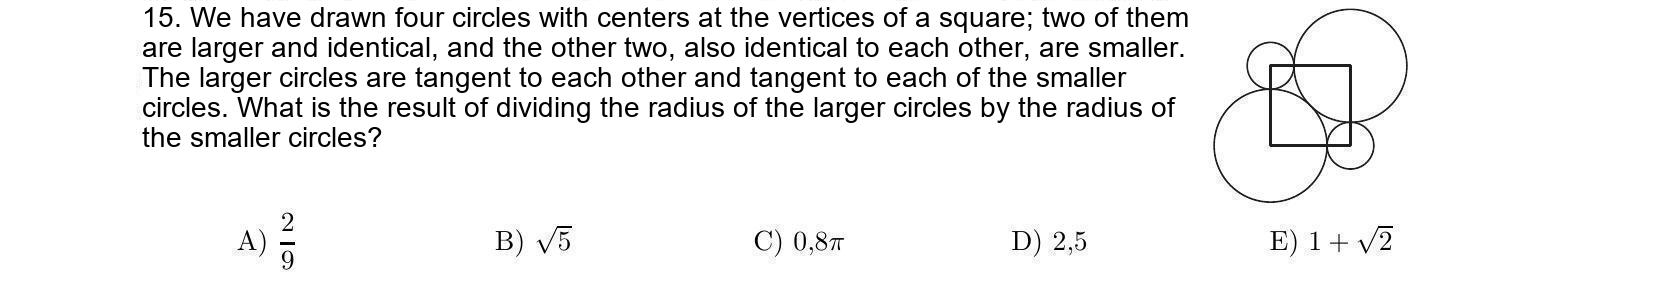 15. We have drawn four circles with centers at the vertices of a square; two of them
are larger and identical, and the other two, also identical to each other, are smaller.
The larger circles are tangent to each other and tangent to each of the smaller
circles. What is the result of dividing the radius of the larger circles by the radius of
the smaller circles?
A) 2/9 B) √5 C) 0,8π D) 2,5 E) 1 + √2